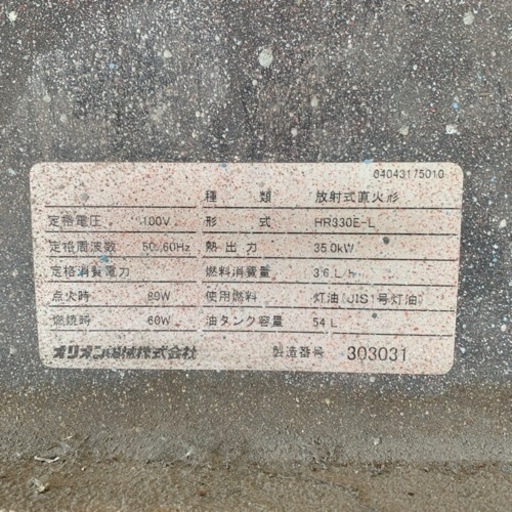 04043175010
種類 放射式直火形
定格電圧 100V 形式 HR330E-L
定格周波数 50/60Hz 熱出力 35.0kW
定格消費電力 燃料消費量 3.6 L/h
点火時 80W 使用燃料 灯油(JIS1号灯油)
燃焼時 60W 油タンク容量 54 L
オリオン機械株式会社 製造番号 303031